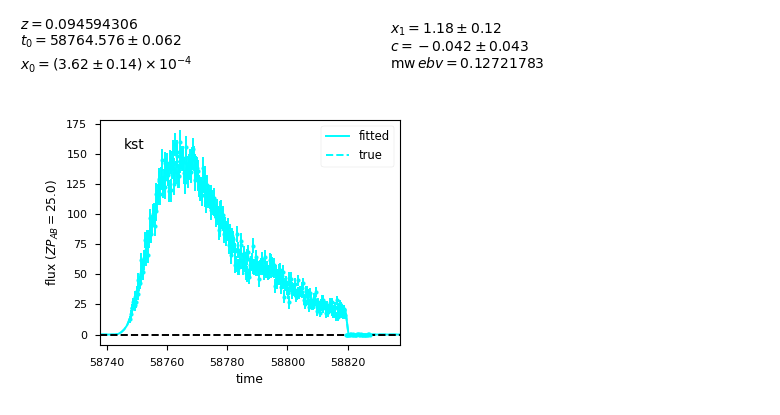 z = 0.094594306
t₀ = 58764.576 ± 0.062
x₀ = (3.62 ± 0.14) × 10⁻⁴
x₁ = 1.18 ± 0.12
c = −0.042 ± 0.043
mw ebv = 0.12721783
kst
fitted
true
175
150
125
100
75
50
25
0
flux (ZP_AB = 25.0)
58740 58760 58780 58800 58820
time